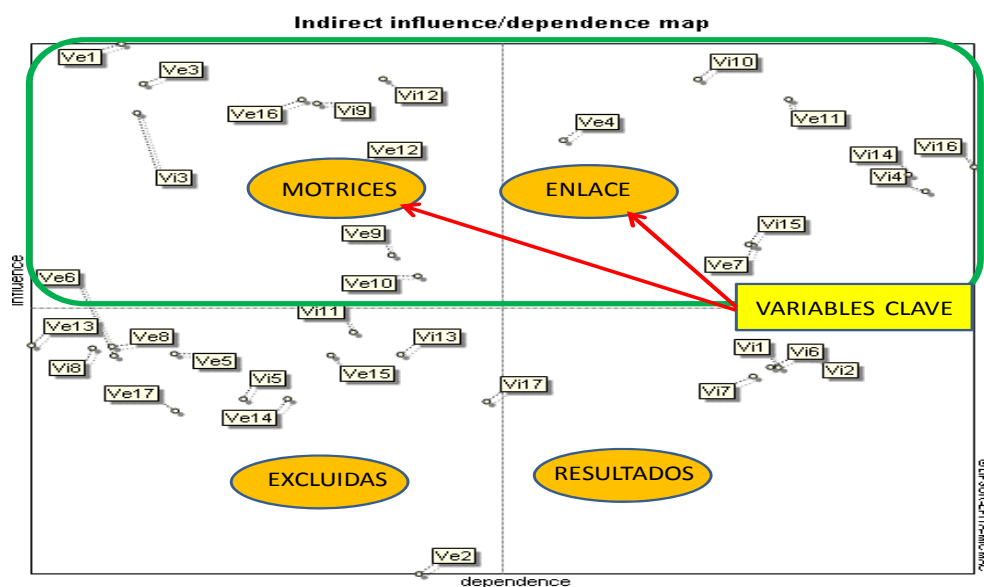 Indirect influence/dependence map
Ve1
Ve3
Vi10
Vi12
Ve16
Vi9
Ve11
Ve4
Ve12
Vi14
Vi16
Vi3
Vi4
MOTRICES
ENLACE
Ve9
Vi15
Ve7
Ve6
Ve10
influence
VARIABLES CLAVE
Vi11
Ve13
Ve8
Vi13
Vi1
Vi6
Vi8
Ve5
Ve15
Vi2
Ve17
Vi5
Vi17
Vi7
Ve14
EXCLUIDAS
RESULTADOS
Ve2
dependence